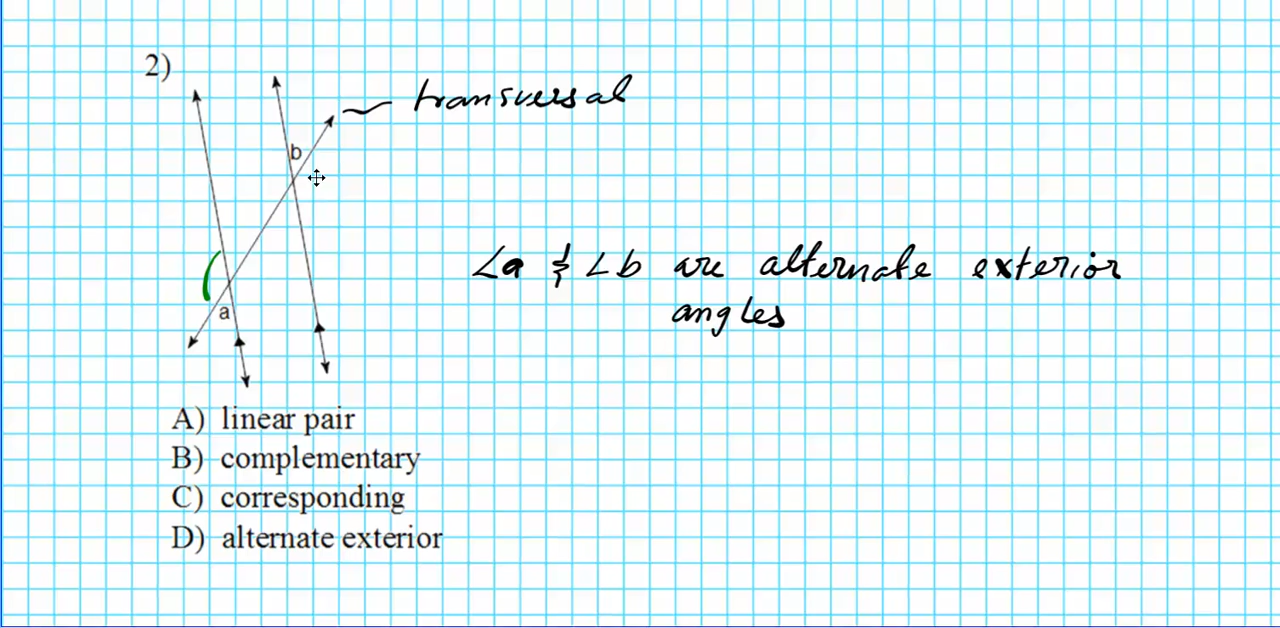 2)
transversal
b
∠a & ∠b are alternate exterior
angles
a
A) linear pair
B) complementary
C) corresponding
D) alternate exterior